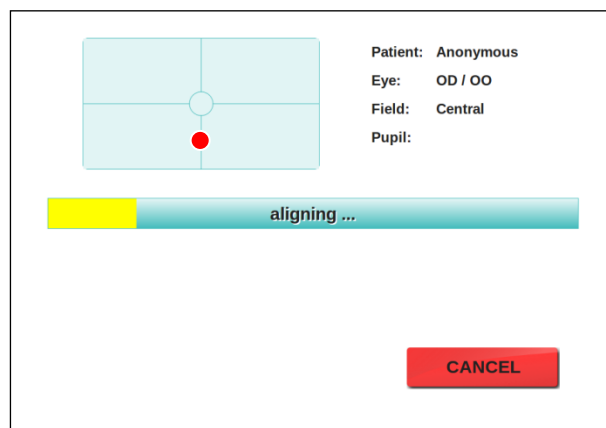 Patient: Anonymous
Eye: OD / OO
Field: Central
Pupil:
aligning ...
CANCEL